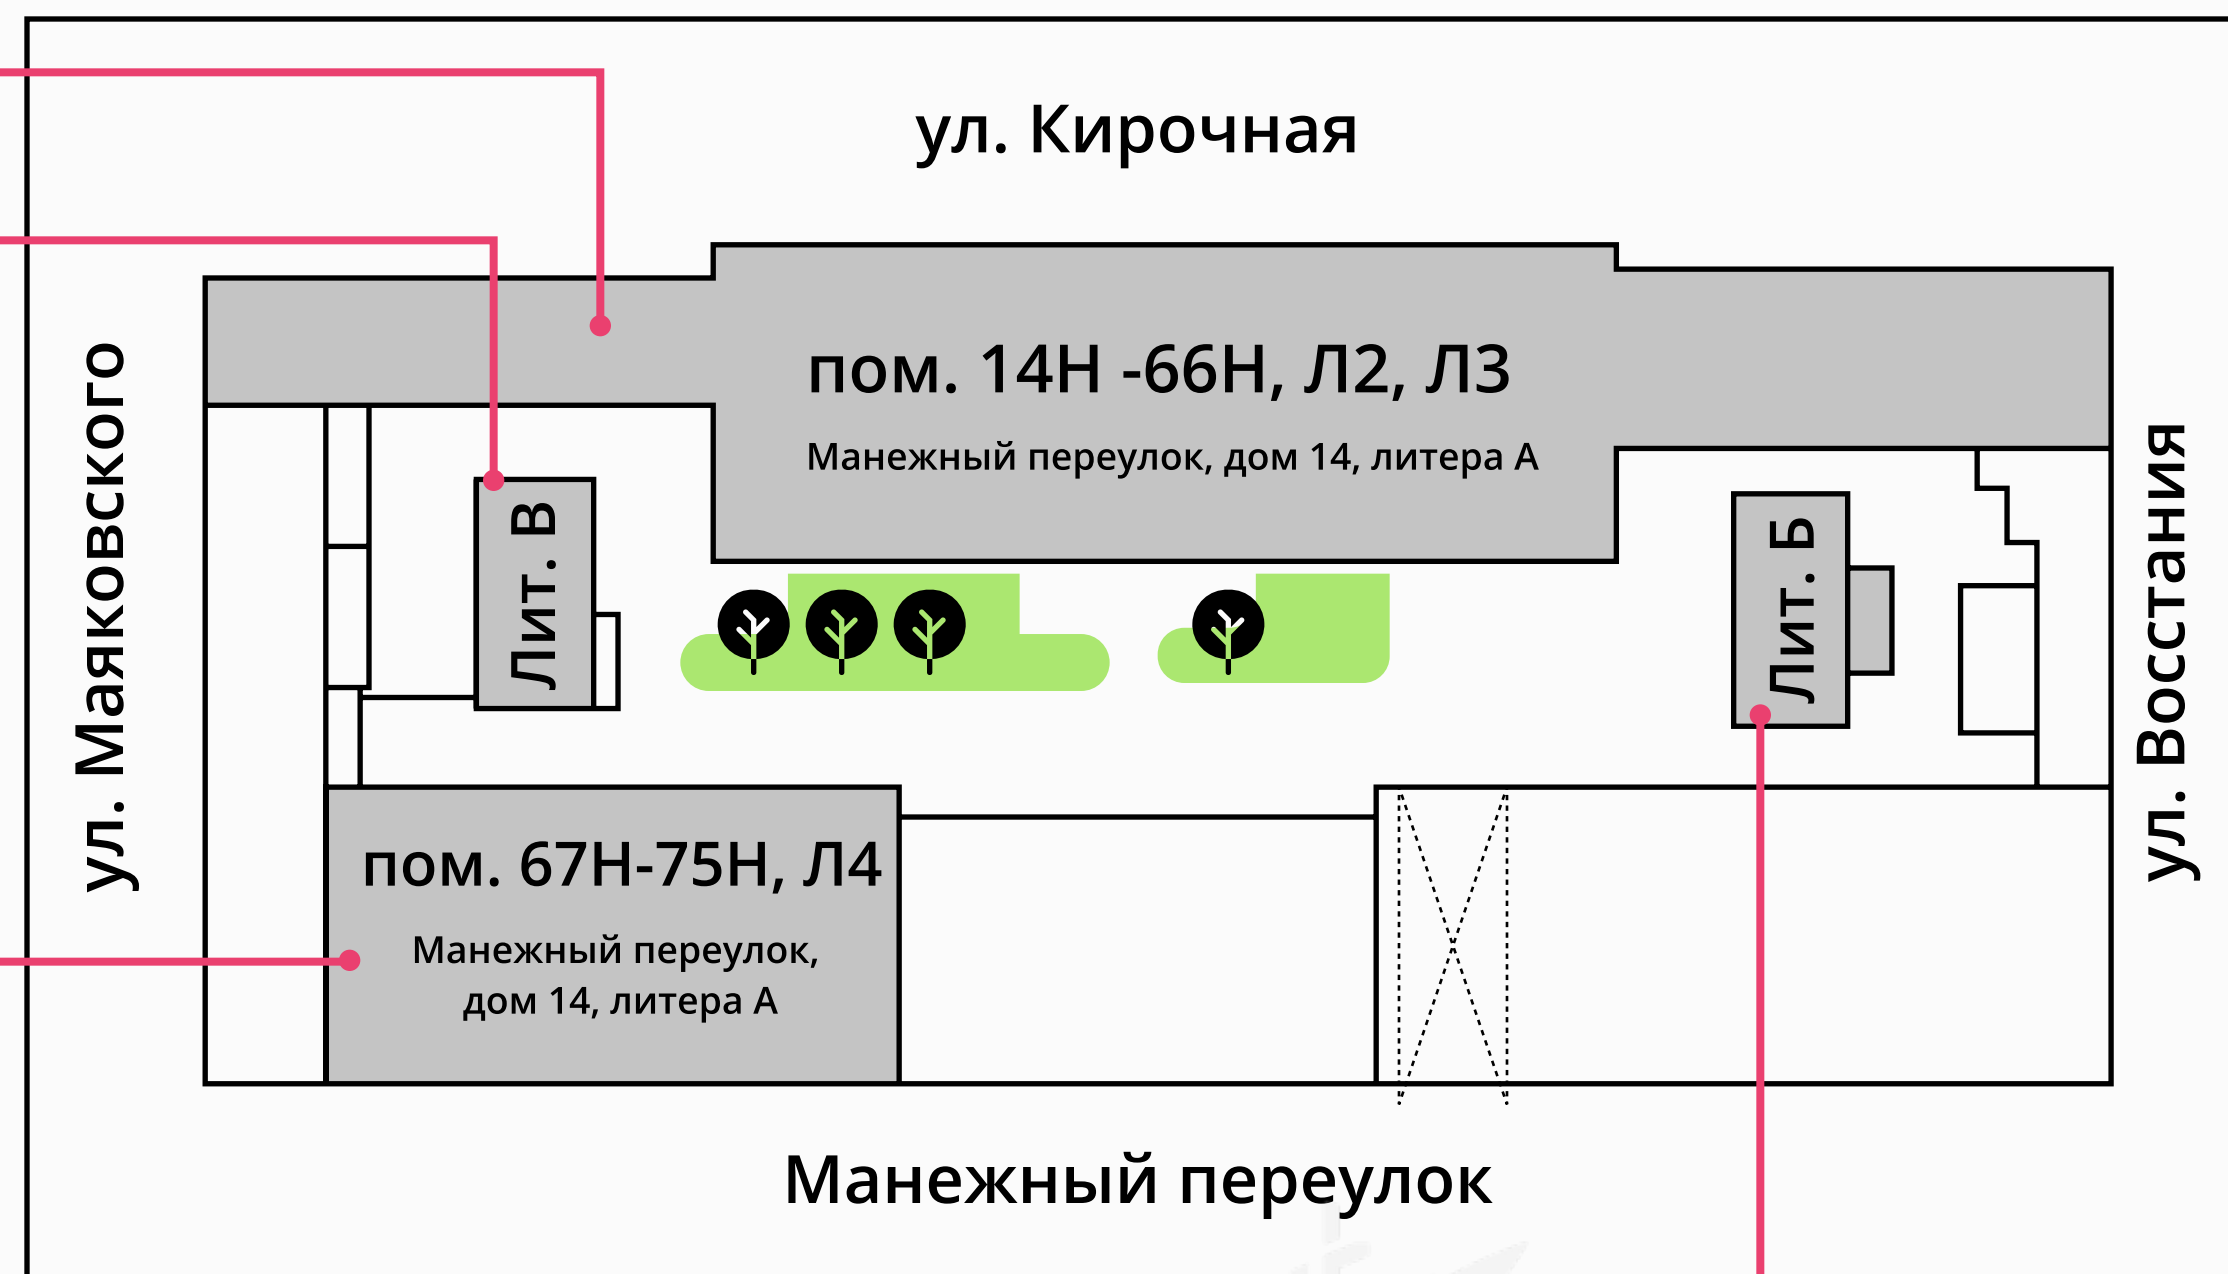 ул. Кирочная
ул. Маяковского
пом. 14Н -66Н, Л2, Л3
Манежный переулок, дом 14, литера А
Лит. В
Лит. Б
ул. Восстания
пом. 67Н-75Н, Л4
Манежный переулок,
дом 14, литера А
Манежный переулок